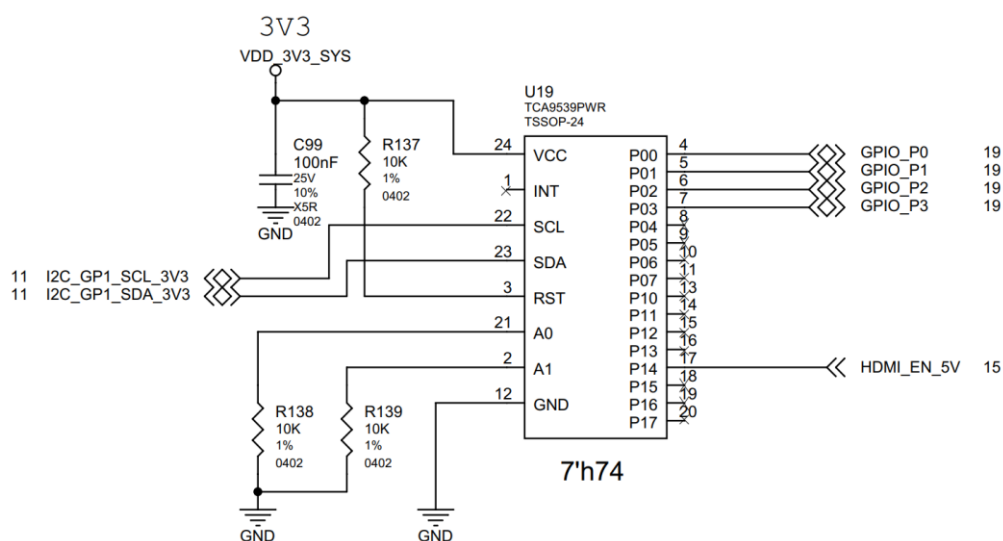 3V3
VDD_3V3_SYS
U19
TCA9539PWR
TSSOP-24
C99
100nF
25V
10%
X5R
0402
GND
R137
10K
1%
0402
24 VCC
1 INT
22 SCL
23 SDA
3 RST
21 A0
2 A1
12 GND
P00 4
P01 5
P02 6
P03 7
P04 8
P05 9
P06 10
P07 11
P10 13
P11 14
P12 15
P13 16
P14 17
P15 18
P16 19
P17 20
GPIO_P0 19
GPIO_P1 19
GPIO_P2 19
GPIO_P3 19
HDMI_EN_5V 15
11 I2C_GP1_SCL_3V3
11 I2C_GP1_SDA_3V3
R138
10K
1%
0402
R139
10K
1%
0402
GND
GND
7'h74